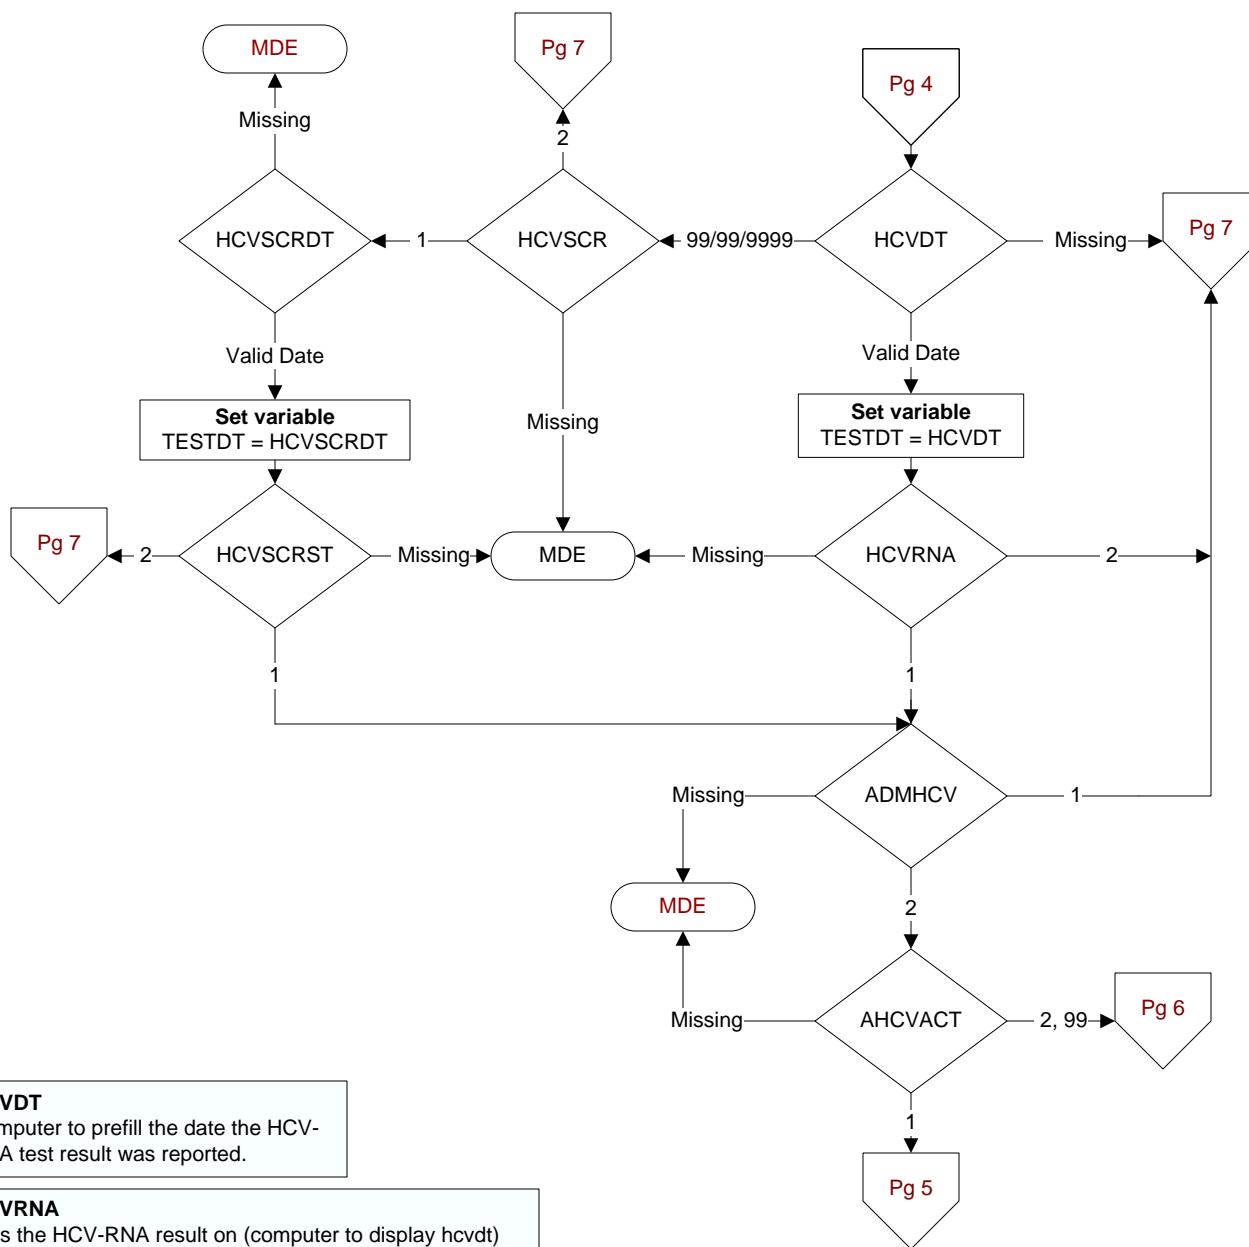 MDE
Pg 7
Pg 4
Missing
2
HCVSCRDT
1
HCVSCR
99/99/9999
HCVDT
Missing
Pg 7
Valid Date
Valid Date
Set variable
TESTDT = HCVSCRDT
Missing
Set variable
TESTDT = HCVDT
Pg 7
2
HCVSCRST
Missing
MDE
Missing
HCVRNA
2
1
1
Missing
ADMHCV
1
MDE
2
Missing
AHCVACT
2, 99
Pg 6
1
Pg 5
VDT
mputer to prefill the date the HCV-
A test result was reported.
VRNA
s the HCV-RNA result on (computer to display hcvdt)